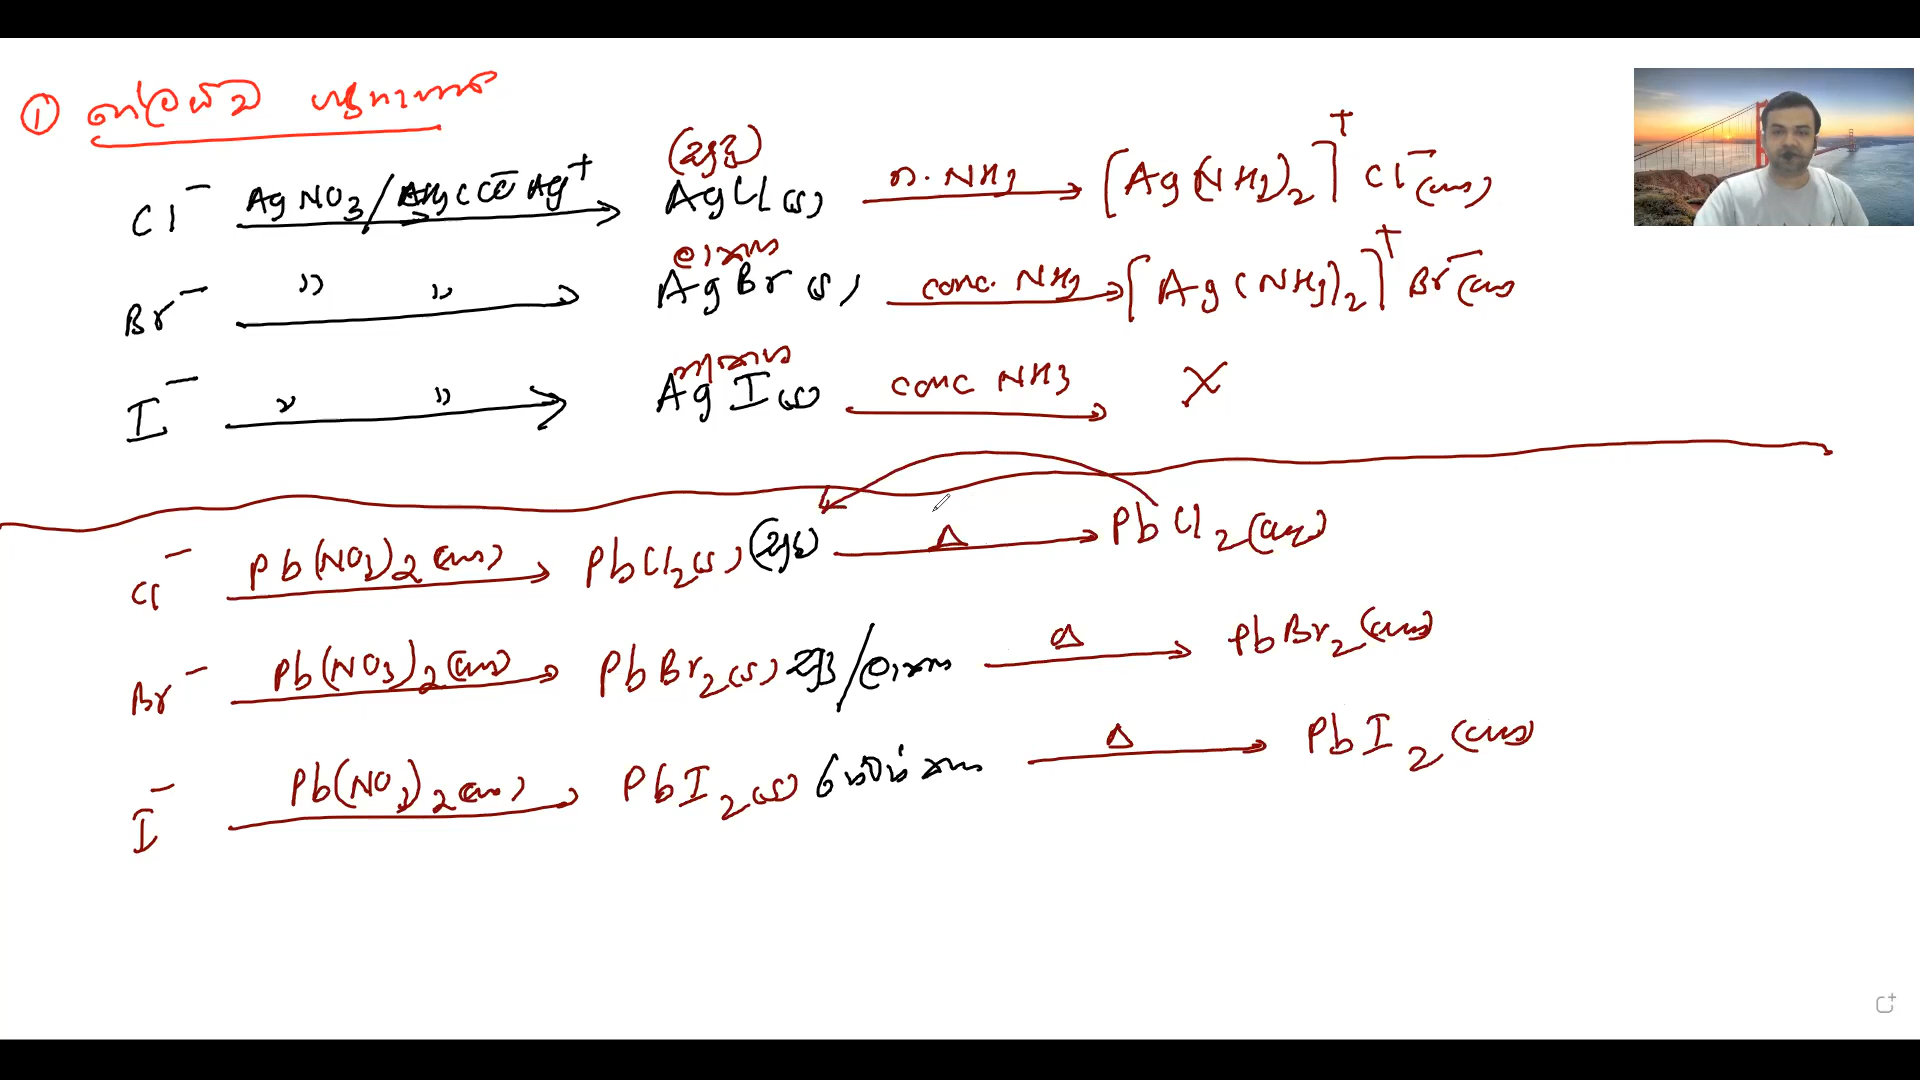 ① හේලයිඩ හඳුනාගැනීම
Cl⁻ AgNO₃ / Ag⁺ → (සුදු) AgCl(s) ත. NH₃ → [Ag(NH₃)₂]⁺ Cl⁻(aq)
Br⁻ " " → AgBr(s) conc. NH₃ → [Ag(NH₃)₂]⁺ Br⁻(aq)
I⁻ " " → AgI(s) conc NH₃ → X
Cl⁻ Pb(NO₃)₂(aq) → PbCl₂(s) (සුදු) Δ → PbCl₂(aq)
Br⁻ Pb(NO₃)₂(aq) → PbBr₂(s) සුදු / Δ → PbBr₂(aq)
I⁻ Pb(NO₃)₂(aq) → PbI₂(s) Δ → PbI₂(aq)